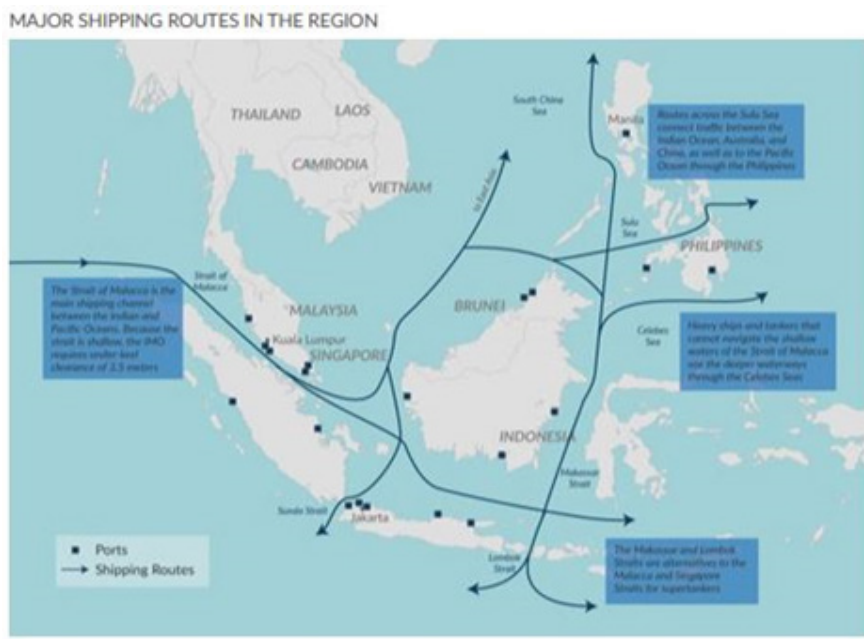 MAJOR SHIPPING ROUTES IN THE REGION
South China
Sea
Manila
Routes across the Sulu Sea
connect traffic between the
Indian Ocean, Australia, and
China, as well as to the Pacific
Ocean through the Philippines
THAILAND
LAOS
CAMBODIA
VIETNAM
to East Asia
Sulu
Sea
PHILIPPINES
Strait of
Malacca
The Strait of Malacca is the
main shipping channel
between the Indian and
Pacific Oceans. Because the
strait is shallow, the IMO
requires under-keel
clearance of 3.5 meters
MALAYSIA
Kuala Lumpur
SINGAPORE
BRUNEI
Celebes
Sea
Heavy ships and tankers that
cannot navigate the shallow
waters of the Strait of Malacca
use the deeper waterways
through the Celebes Seas
INDONESIA
Makassar
Strait
Sunda Strait
Jakarta
Lombok
Strait
The Makassar and Lombok
Straits are alternatives to the
Malacca and Singapore
Straits for supertankers
Ports
Shipping Routes